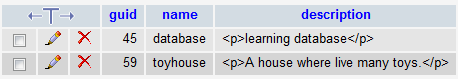 guid name description
45 database <p>learning database</p>
59 toyhouse <p>A house where live many toys.</p>